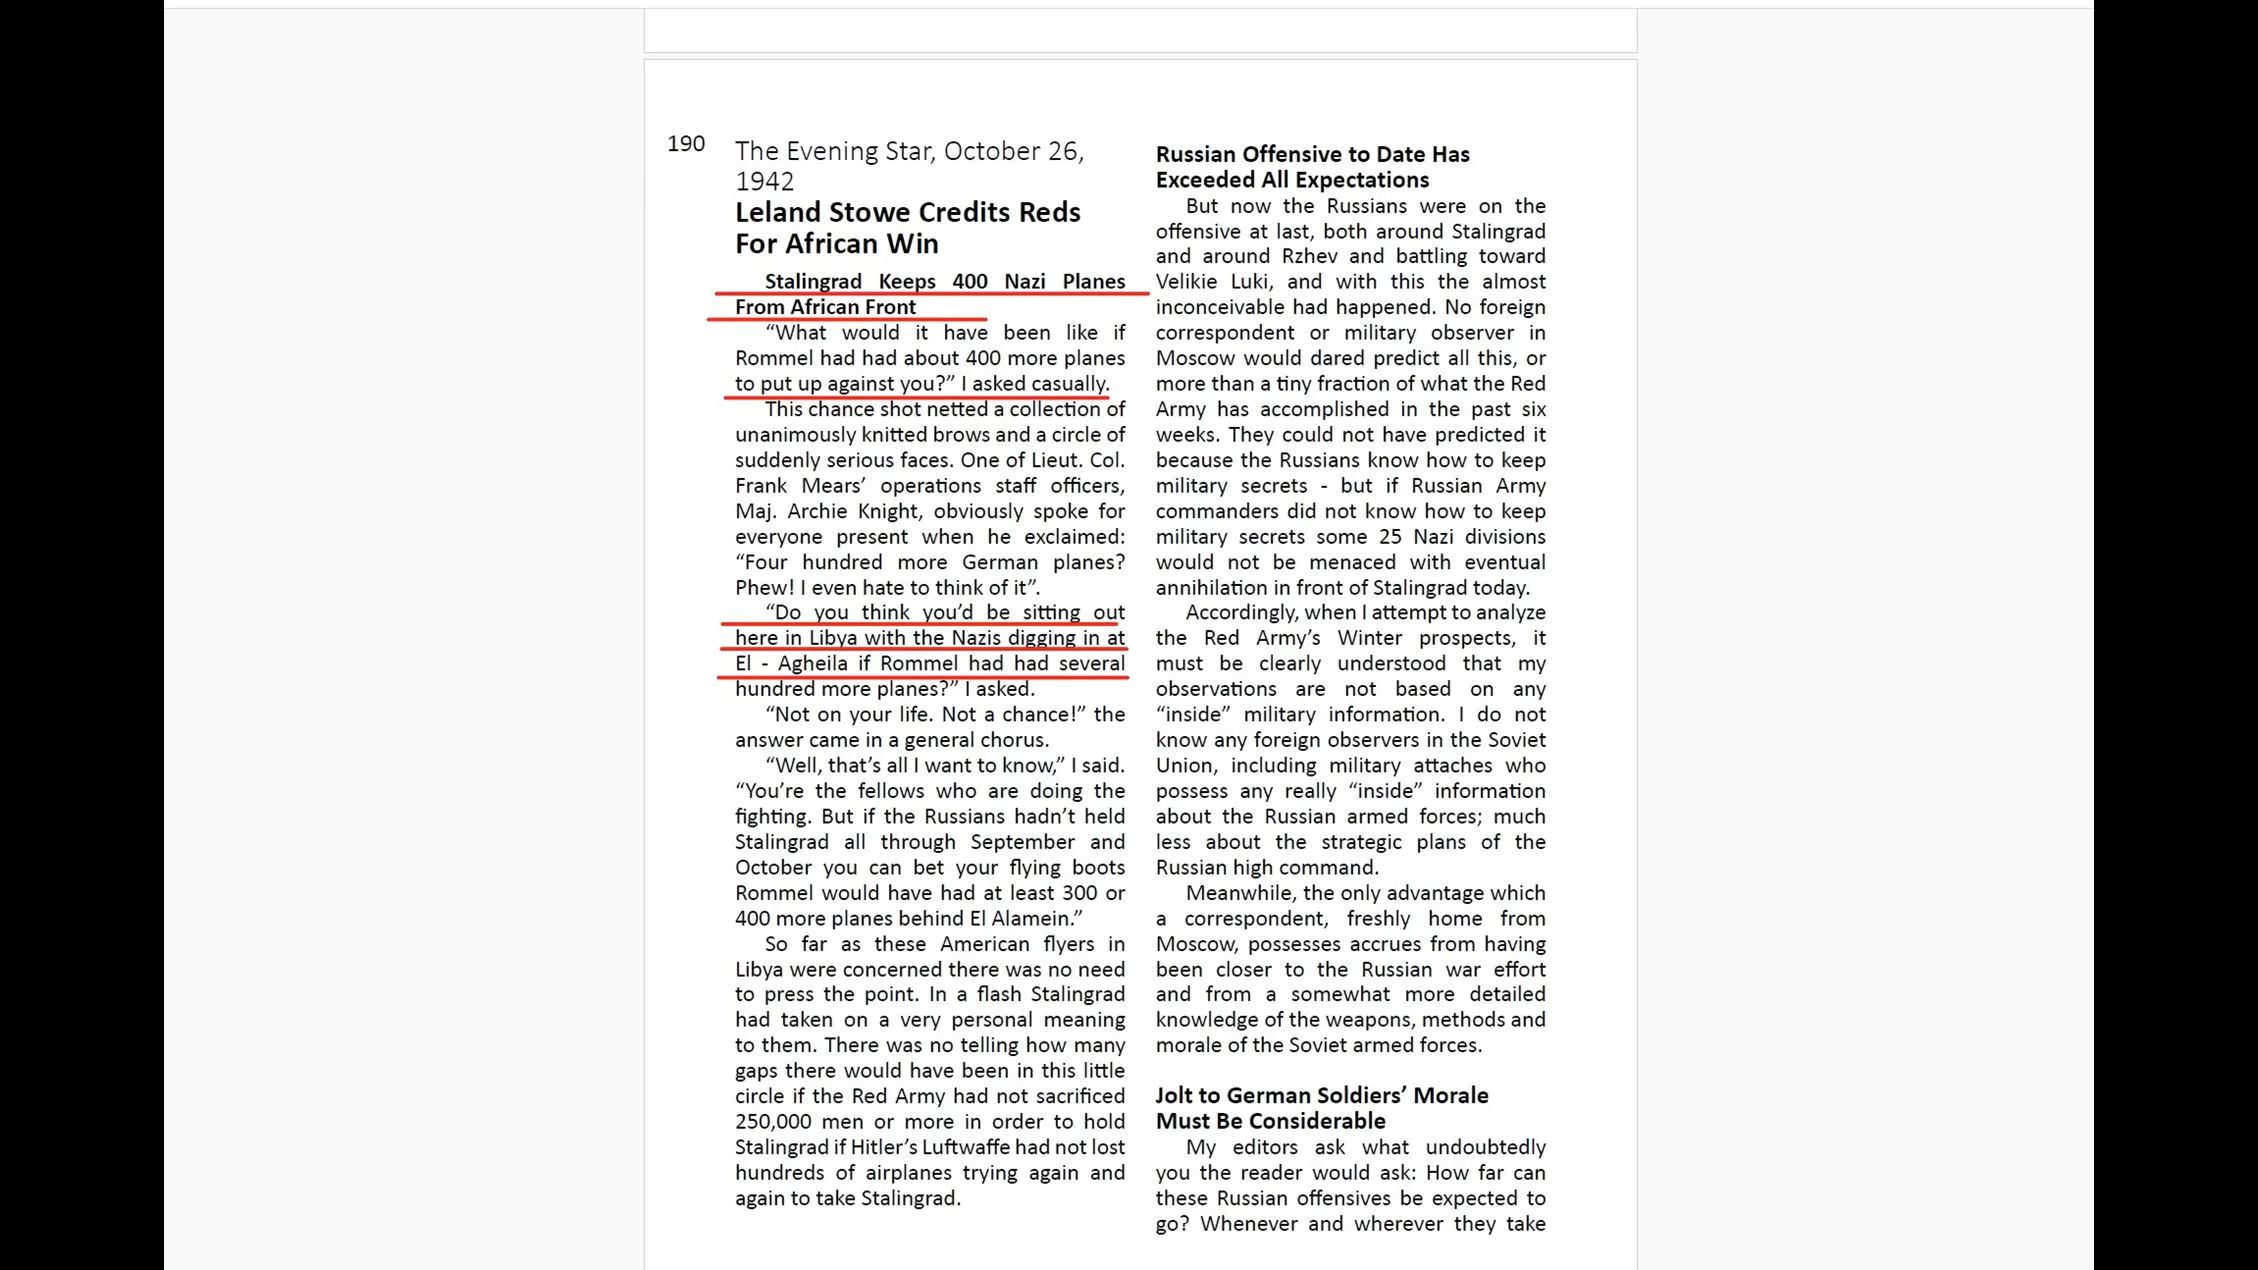 190
The Evening Star, October 26,
1942
Leland Stowe Credits Reds
For African Win
Stalingrad Keeps 400 Nazi Planes
From African Front
“What would it have been like if
Rommel had had about 400 more planes
to put up against you?” I asked casually.
This chance shot netted a collection of
unanimously knitted brows and a circle of
suddenly serious faces. One of Lieut. Col.
Frank Mears’ operations staff officers,
Maj. Archie Knight, obviously spoke for
everyone present when he exclaimed:
“Four hundred more German planes?
Phew! I even hate to think of it”.
“Do you think you’d be sitting out
here in Libya with the Nazis digging in at
El - Agheila if Rommel had had several
hundred more planes?” I asked.
“Not on your life. Not a chance!” the
answer came in a general chorus.
“Well, that’s all I want to know,” I said.
“You’re the fellows who are doing the
fighting. But if the Russians hadn’t held
Stalingrad all through September and
October you can bet your flying boots
Rommel would have had at least 300 or
400 more planes behind El Alamein.”
So far as these American flyers in
Libya were concerned there was no need
to press the point. In a flash Stalingrad
had taken on a very personal meaning
to them. There was no telling how many
gaps there would have been in this little
circle if the Red Army had not sacrificed
250,000 men or more in order to hold
Stalingrad if Hitler’s Luftwaffe had not lost
hundreds of airplanes trying again and
again to take Stalingrad.
Russian Offensive to Date Has
Exceeded All Expectations
But now the Russians were on the
offensive at last, both around Stalingrad
and around Rzhev and battling toward
Velikie Luki, and with this the almost
inconceivable had happened. No foreign
correspondent or military observer in
Moscow would dared predict all this, or
more than a tiny fraction of what the Red
Army has accomplished in the past six
weeks. They could not have predicted it
because the Russians know how to keep
military secrets - but if Russian Army
commanders did not know how to keep
military secrets some 25 Nazi divisions
would not be menaced with eventual
annihilation in front of Stalingrad today.
Accordingly, when I attempt to analyze
the Red Army’s Winter prospects, it
must be clearly understood that my
observations are not based on any
“inside” military information. I do not
know any foreign observers in the Soviet
Union, including military attaches who
possess any really “inside” information
about the Russian armed forces; much
less about the strategic plans of the
Russian high command.
Meanwhile, the only advantage which
a correspondent, freshly home from
Moscow, possesses accrues from having
been closer to the Russian war effort
and from a somewhat more detailed
knowledge of the weapons, methods and
morale of the Soviet armed forces.
Jolt to German Soldiers’ Morale
Must Be Considerable
My editors ask what undoubtedly
you the reader would ask: How far can
these Russian offensives be expected to
go? Whenever and wherever they take